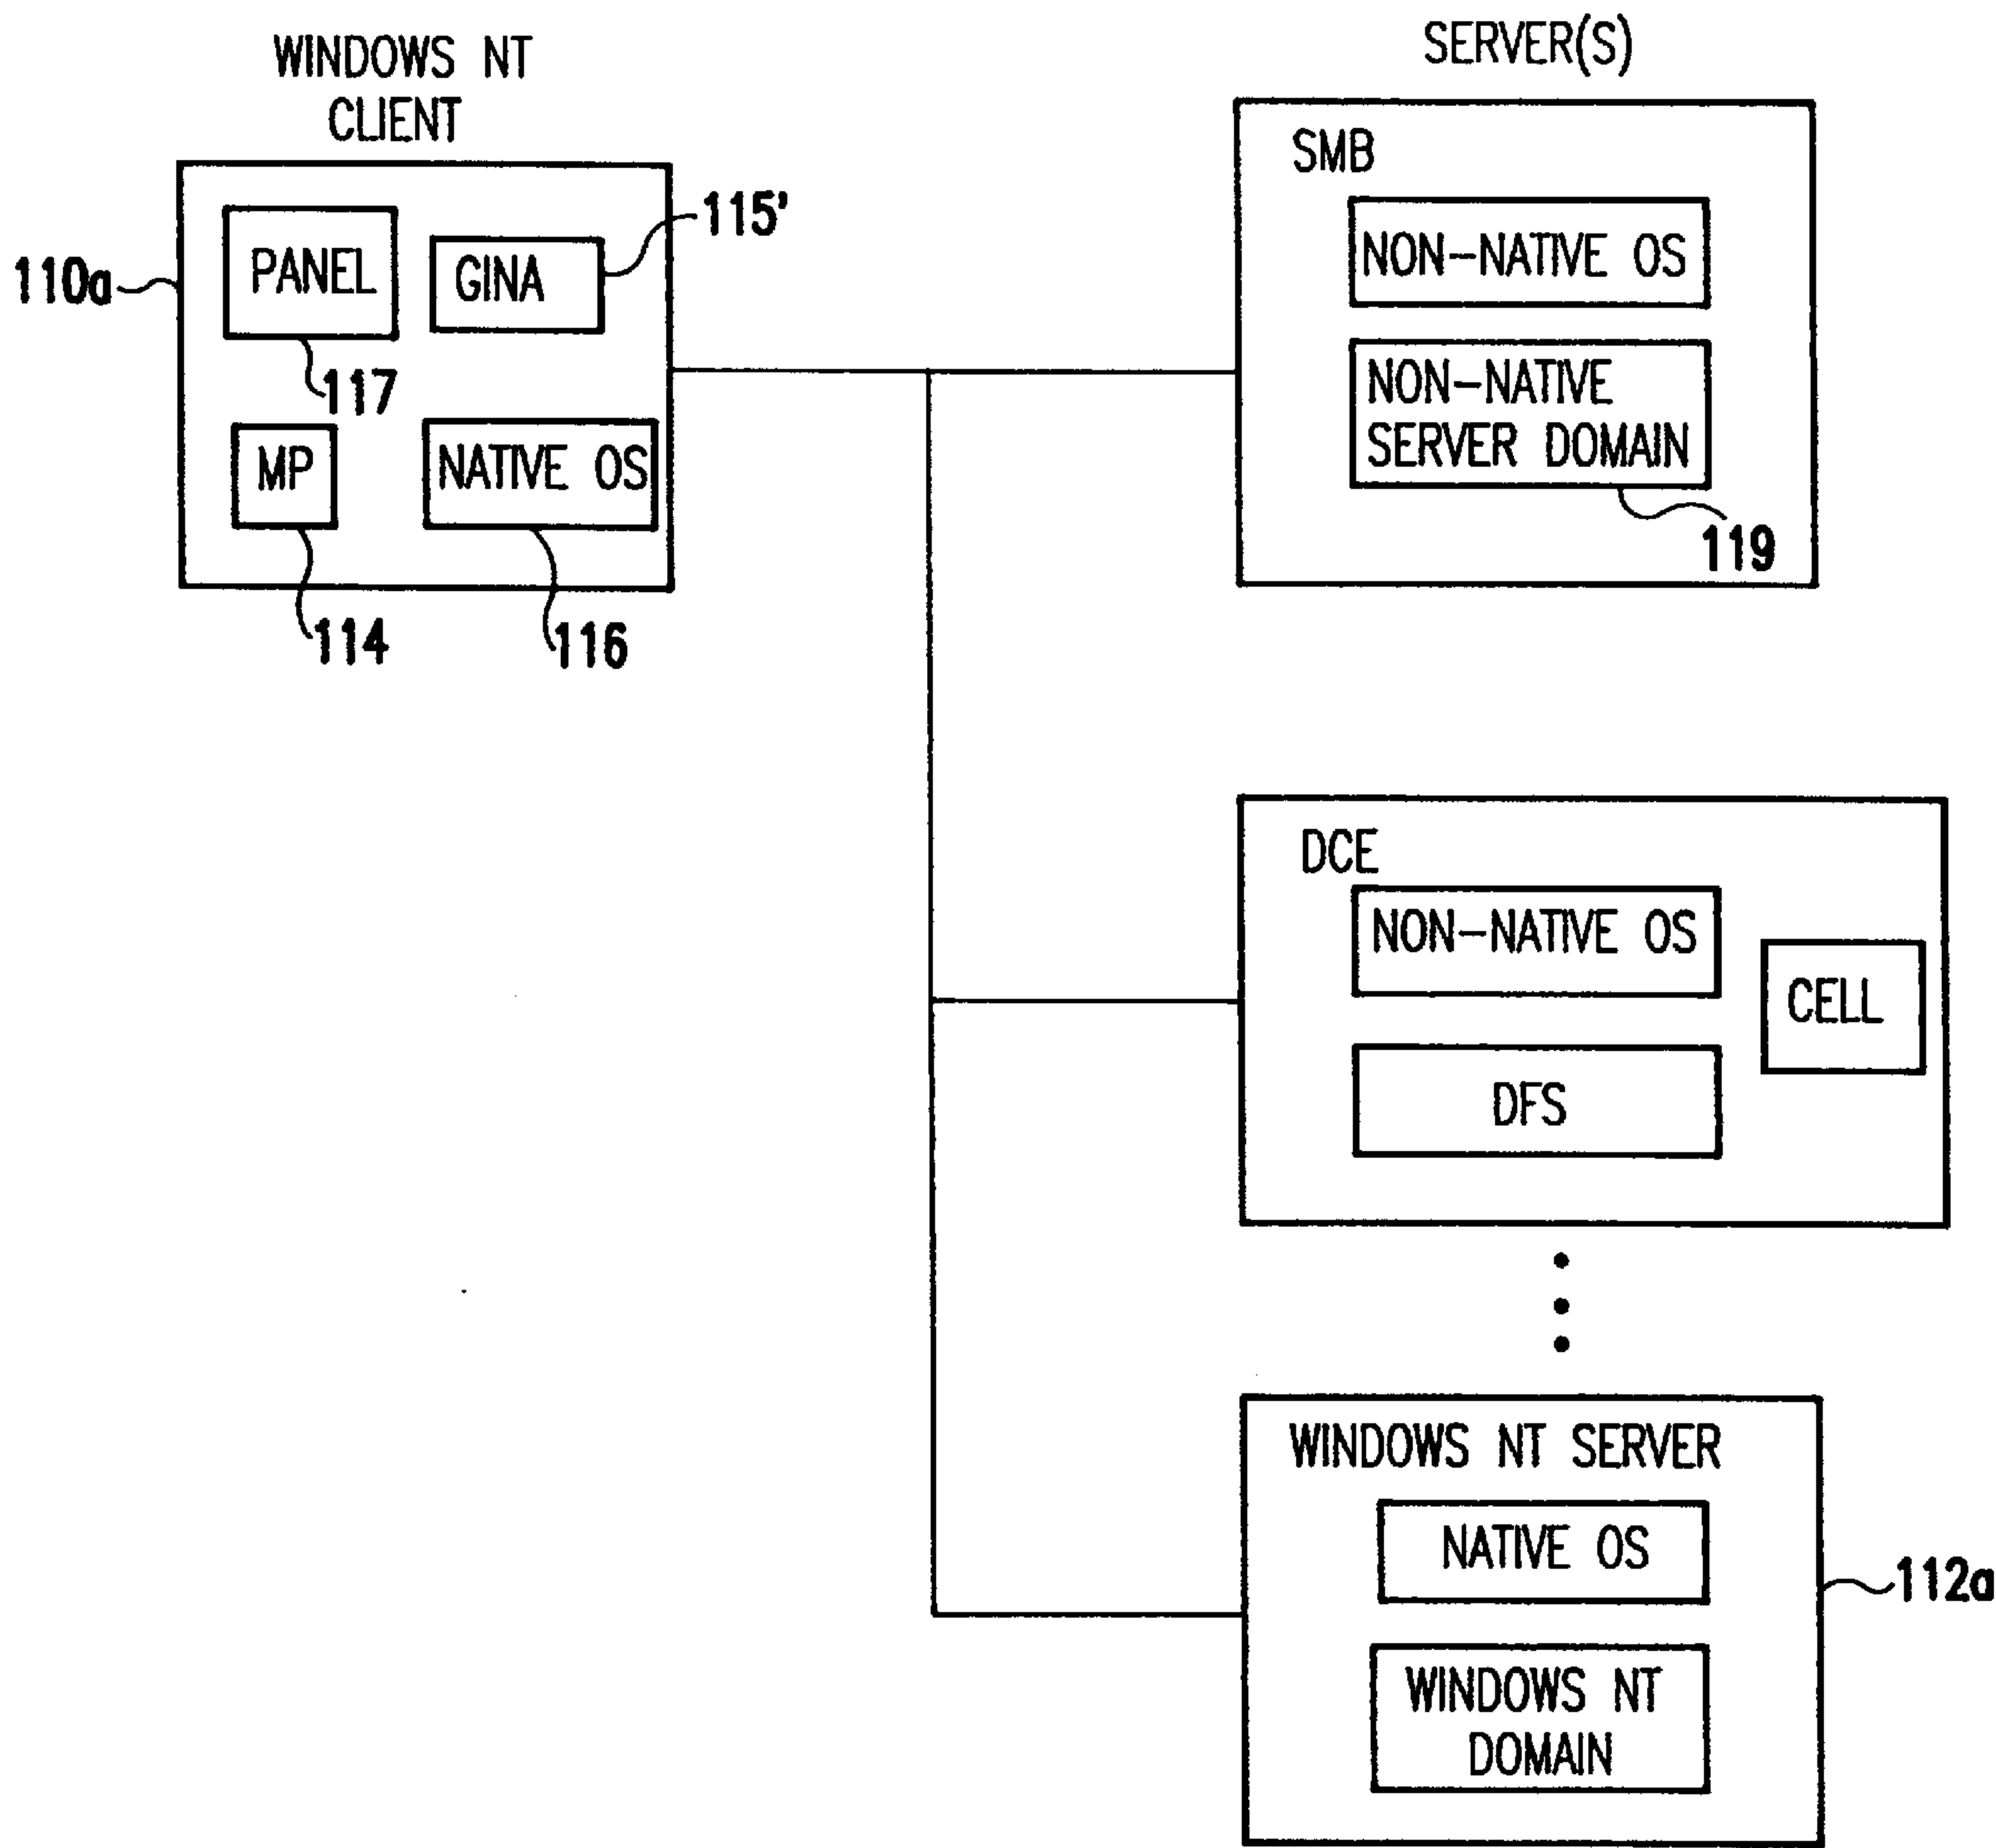 WINDOWS NT
CLIENT
110a
PANEL
117
GINA
115'
MP
114
NATIVE OS
116
SERVER(S)
SMB
NON-NATIVE OS
NON-NATIVE
SERVER DOMAIN
119
DCE
NON-NATIVE OS
CELL
DFS
WINDOWS NT SERVER
NATIVE OS
112a
WINDOWS NT
DOMAIN